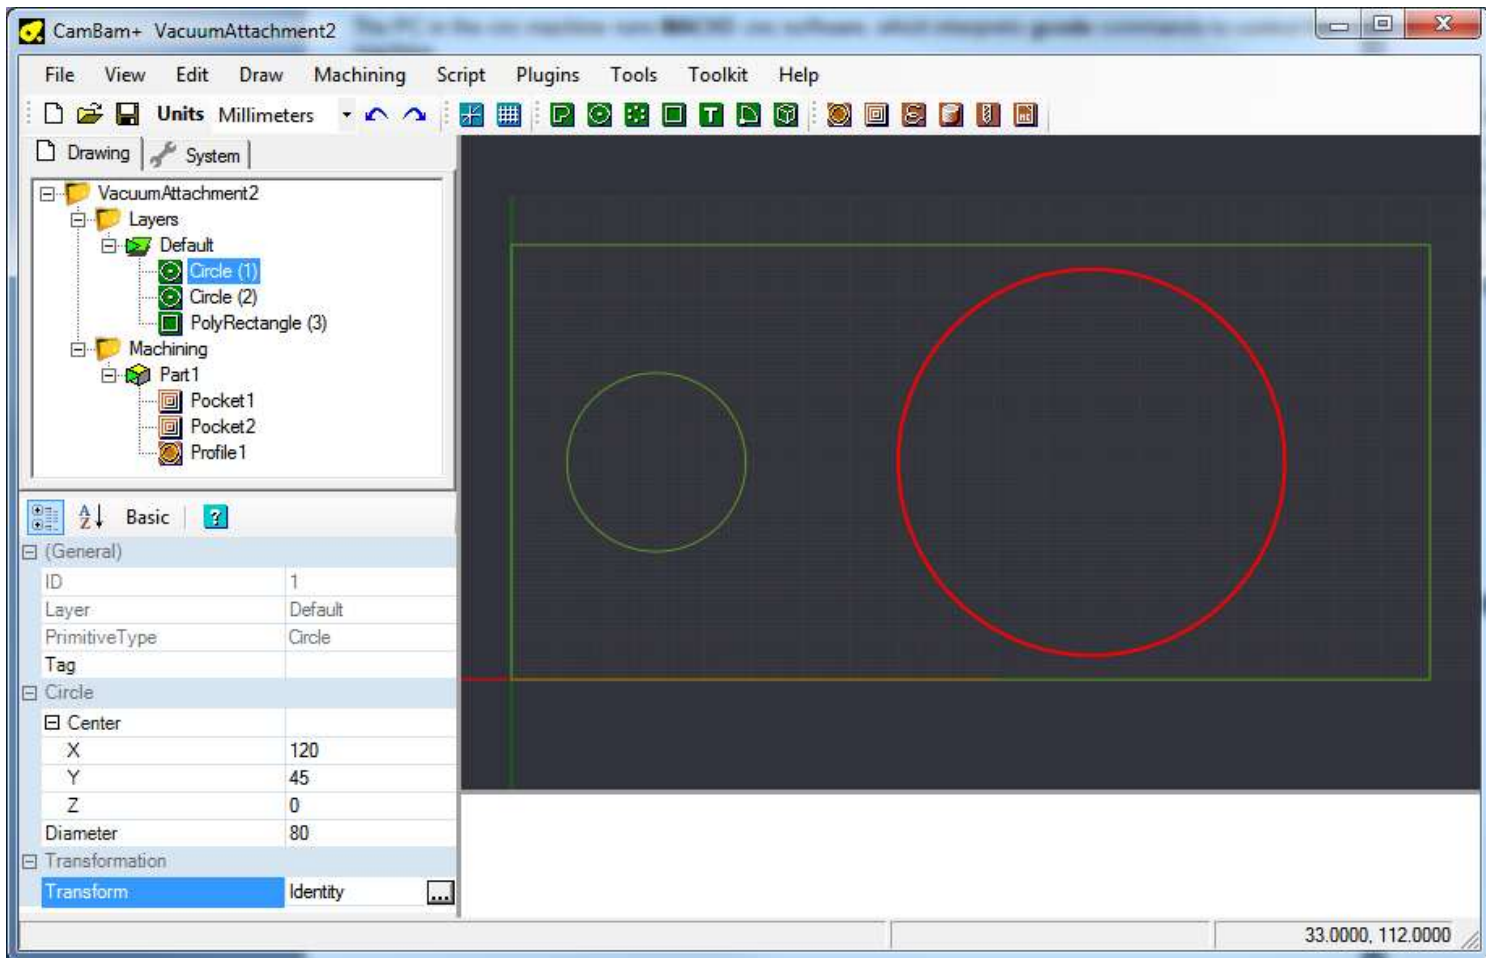 CamBam+ VacuumAttachment2
File View Edit Draw Machining Script Plugins Tools Toolkit Help
Units Millimeters
Drawing System
VacuumAttachment2
Layers
Default
Circle (1)
Circle (2)
PolyRectangle (3)
Machining
Part1
Pocket1
Pocket2
Profile1
Basic
(General)
ID 1
Layer Default
PrimitiveType Circle
Tag
Circle
Center
X 120
Y 45
Z 0
Diameter 80
Transformation
Transform Identity ...
33.0000, 112.0000